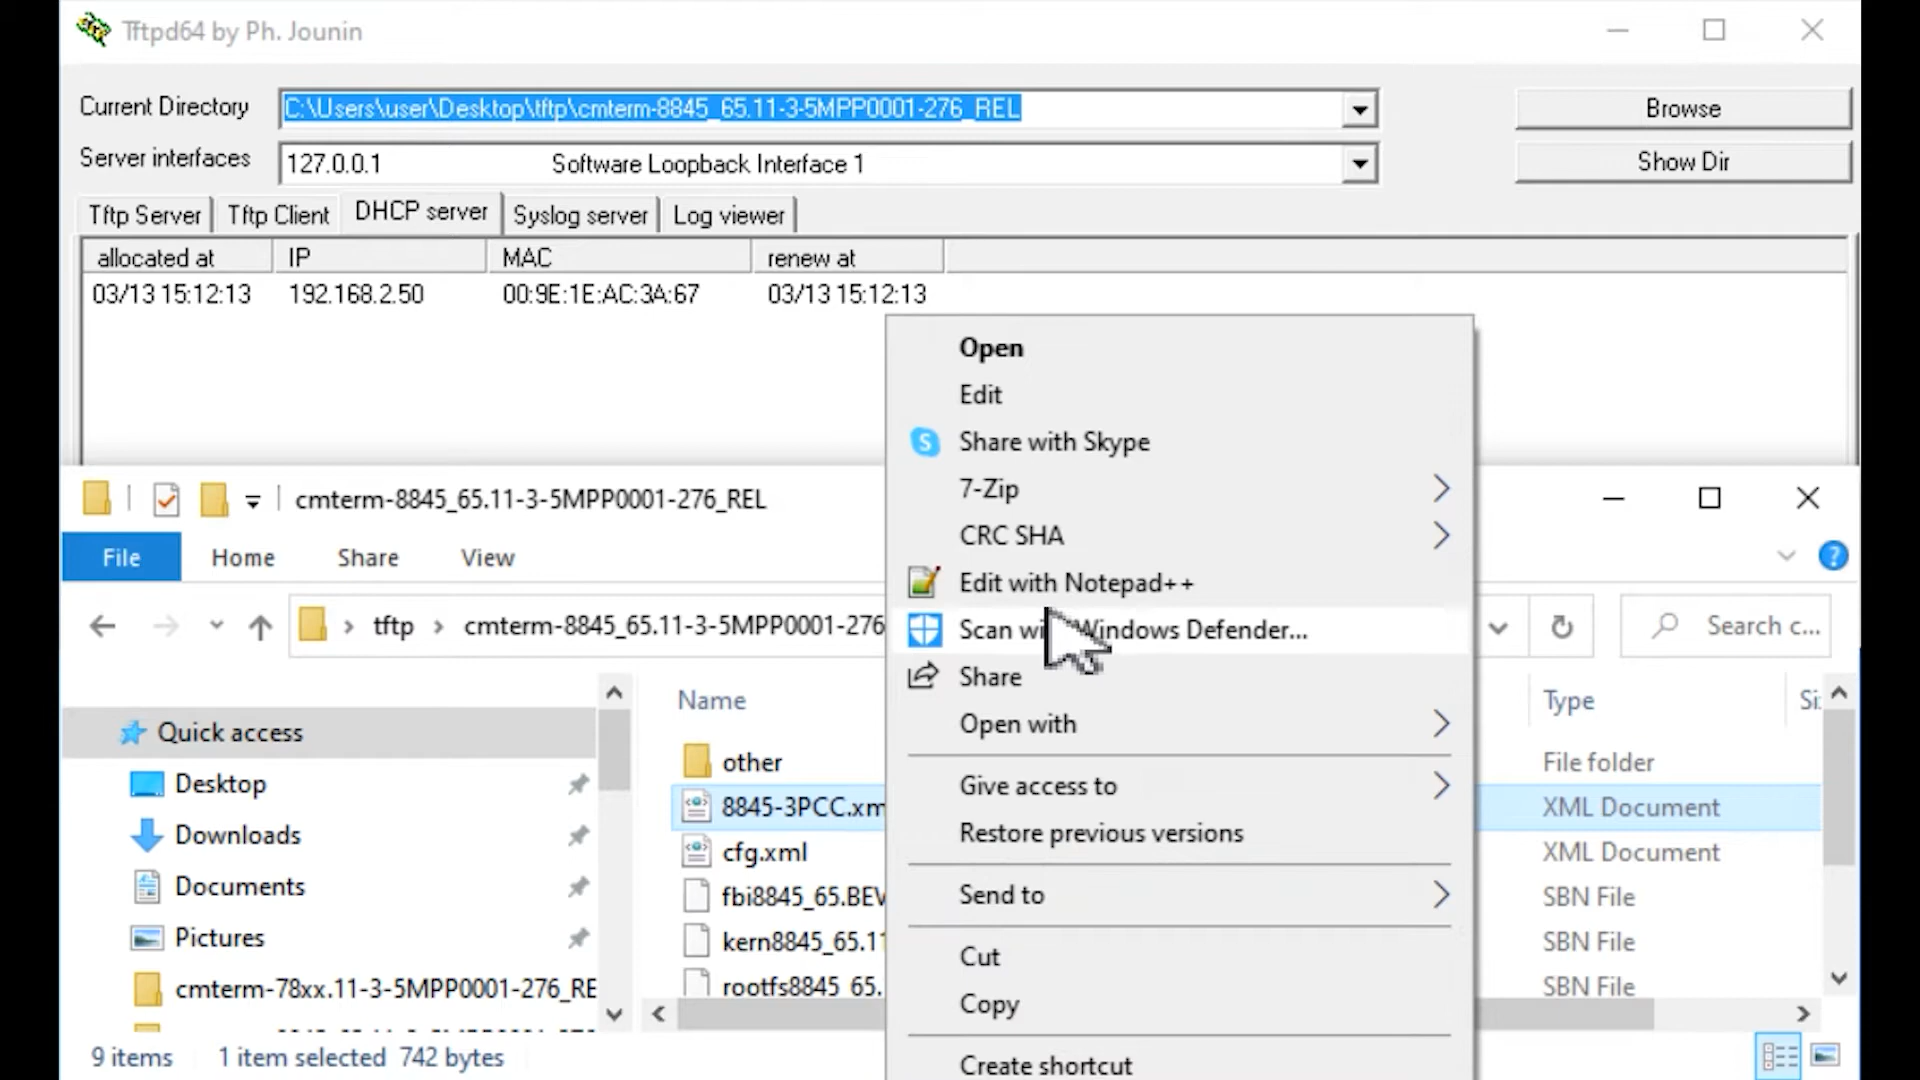 Tftpd64 by Ph. Jounin
Current Directory C:\Users\user\Desktop\tftp\cmterm-8845_65.11-3-5MPP0001-276_REL Browse
Server interfaces 127.0.0.1 Software Loopback Interface 1 Show Dir
Tftp Server Tftp Client DHCP server Syslog server Log viewer
allocated at IP MAC renew at
03/13 15:12:13 192.168.2.50 00:9E:1E:AC:3A:67 03/13 15:12:13
Open
Edit
Share with Skype
7-Zip
CRC SHA
Edit with Notepad++
Scan wi Windows Defender...
Share
Open with
Give access to
Restore previous versions
Send to
Cut
Copy
Create shortcut
cmterm-8845_65.11-3-5MPP0001-276_REL
File Home Share View
tftp cmterm-8845_65.11-3-5MPP0001-276 Search c...
Name Type Si
Quick access
Desktop
Downloads
Documents
Pictures
cmterm-78xx.11-3-5MPP0001-276_RE
other File folder
8845-3PCC.xm XML Document
cfg.xml XML Document
fbi8845_65.BEV SBN File
kern8845_65.11 SBN File
rootfs8845_65. SBN File
9 items 1 item selected 742 bytes